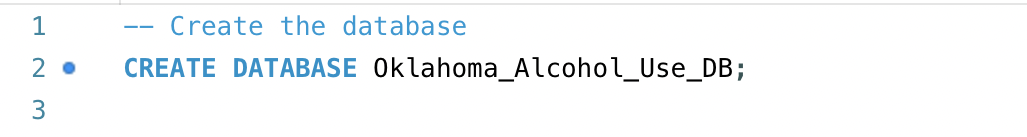 1 -- Create the database
2 CREATE DATABASE Oklahoma_Alcohol_Use_DB;
3